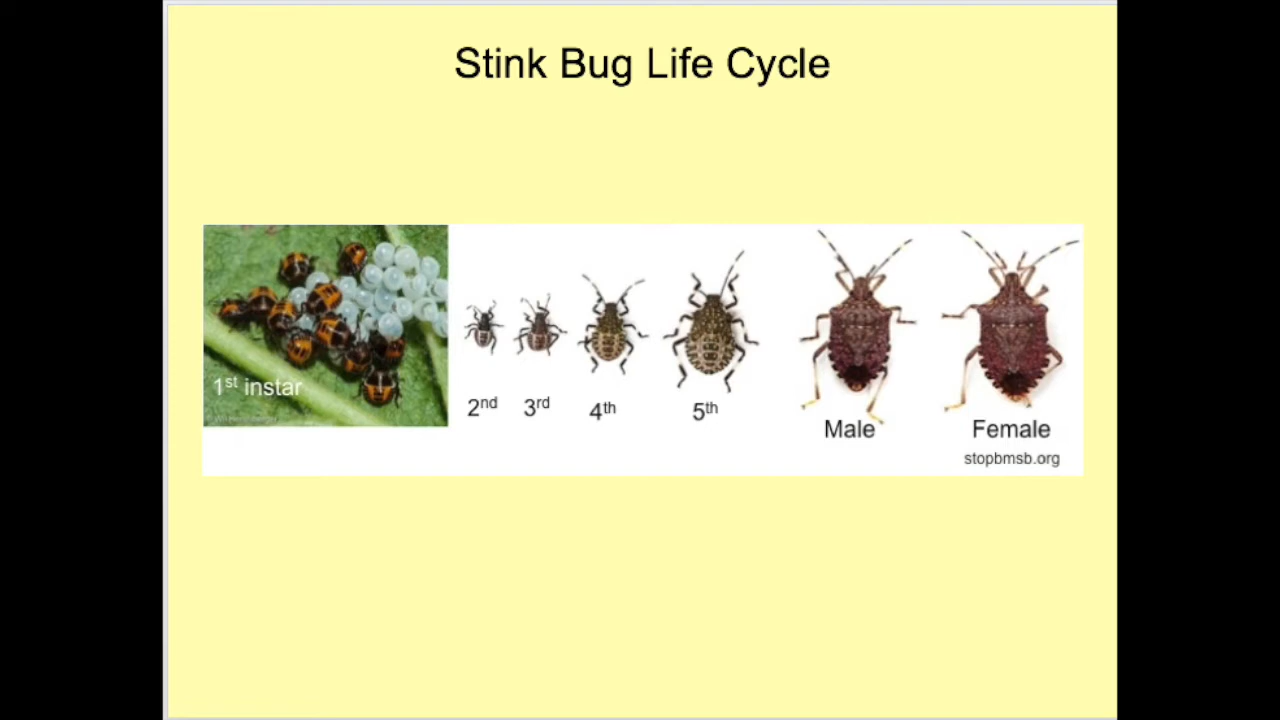 Stink Bug Life Cycle
1st instar
2nd 3rd 4th 5th
Male Female
stopbmsb.org